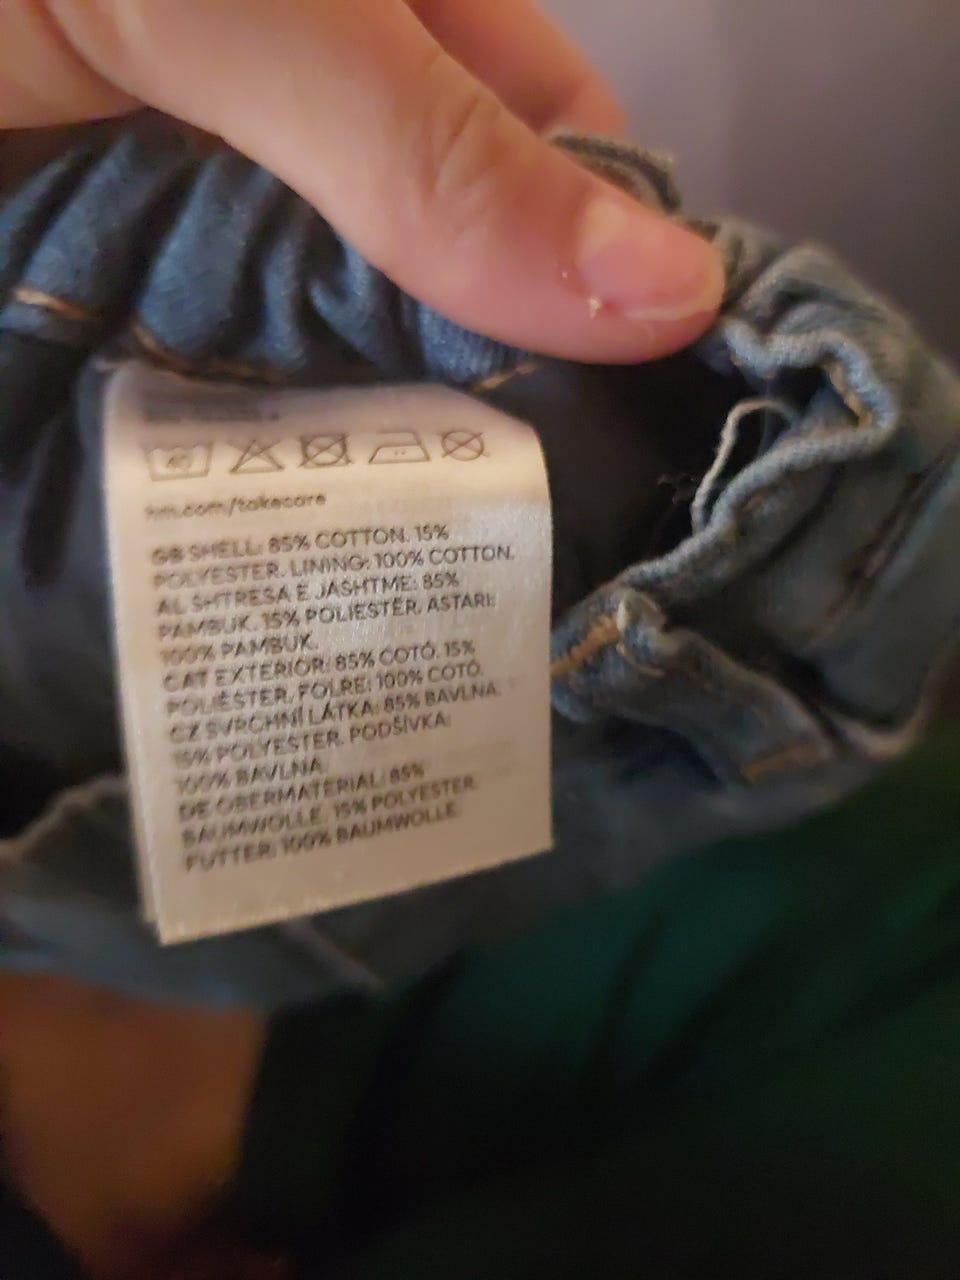 40
hm.com/takecare
GB SHELL: 85% COTTON. 15%
POLYESTER. LINING: 100% COTTON.
AL SHTRESA E JASHTME: 85%
PAMBUK. 15% POLIESTËR. ASTARI:
100% PAMBUK.
CAT EXTERIOR: 85% COTÓ. 15%
POLIÈSTER. FOLRE: 100% COTÓ.
CZ SVRCHNÍ LÁTKA: 85% BAVLNA.
15% POLYESTER. PODŠÍVKA:
100% BAVLNA.
DE OBERMATERIAL: 85%
BAUMWOLLE. 15% POLYESTER.
FUTTER: 100% BAUMWOLLE.